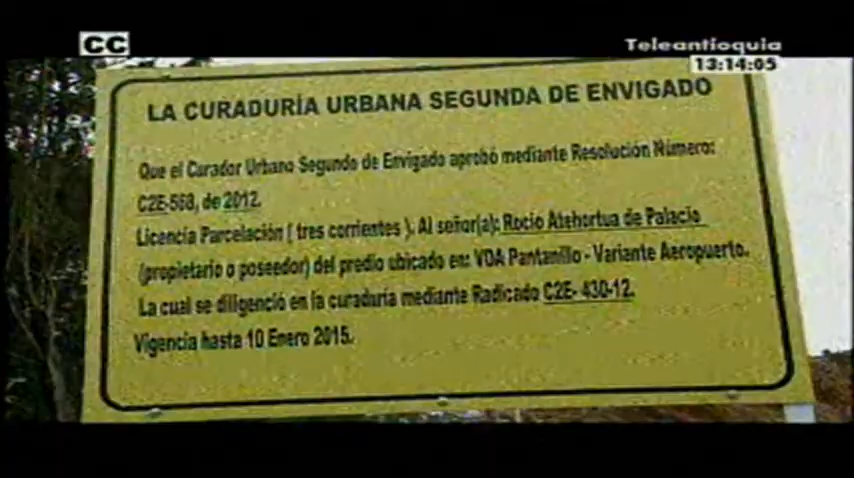 CC
Teleantioquia
13:14:05
LA CURADURÍA URBANA SEGUNDA DE ENVIGADO
Que el Curador Urbano Segundo de Envigado aprobó mediante Resolución Número:
C2E-568, de 2012.
Licencia Parcelación ( tres corrientes ). Al señor(a): Rocio Atehortua de Palacio
(propietario o poseedor) del predio ubicado en: VDA Pantanillo - Variante Aeropuerto.
La cual se diligenció en la curaduría mediante Radicado C2E- 430-12.
Vigencia hasta 10 Enero 2015.